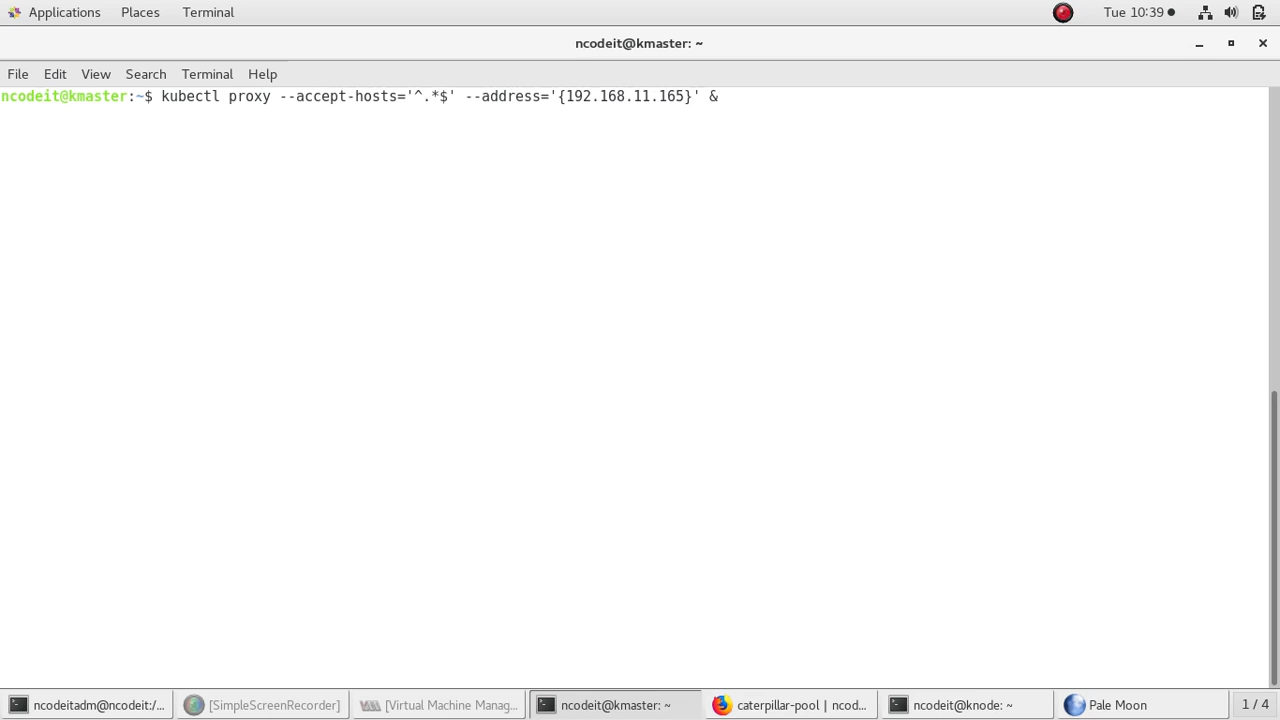 Applications Places Terminal Tue 10:39
ncodeit@kmaster: ~
File Edit View Search Terminal Help
ncodeit@kmaster:~$ kubectl proxy --accept-hosts='^.*$' --address='{192.168.11.165}' &
ncodeitadm@ncodeit:/... [SimpleScreenRecorder] [Virtual Machine Manag... ncodeit@kmaster: ~ caterpillar-pool | ncod... ncodeit@knode: ~ Pale Moon 1 / 4